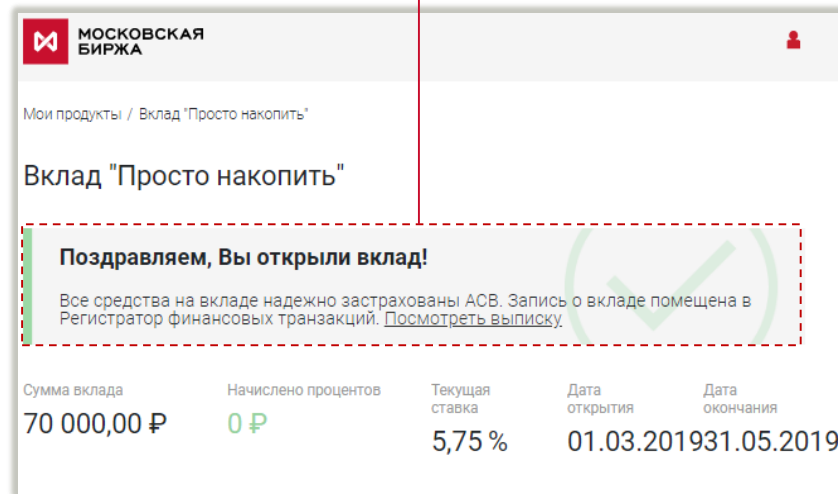 МОСКОВСКАЯ
БИРЖА
Мои продукты / Вклад "Просто накопить"
Вклад "Просто накопить"
Поздравляем, Вы открыли вклад!
Все средства на вкладе надежно застрахованы АСВ. Запись о вкладе помещена в
Регистратор финансовых транзакций. Посмотреть выписку
Сумма вклада
70 000,00 ₽
Начислено процентов
0 ₽
Текущая
ставка
5,75 %
Дата
открытия
01.03.2019
Дата
окончания
31.05.2019